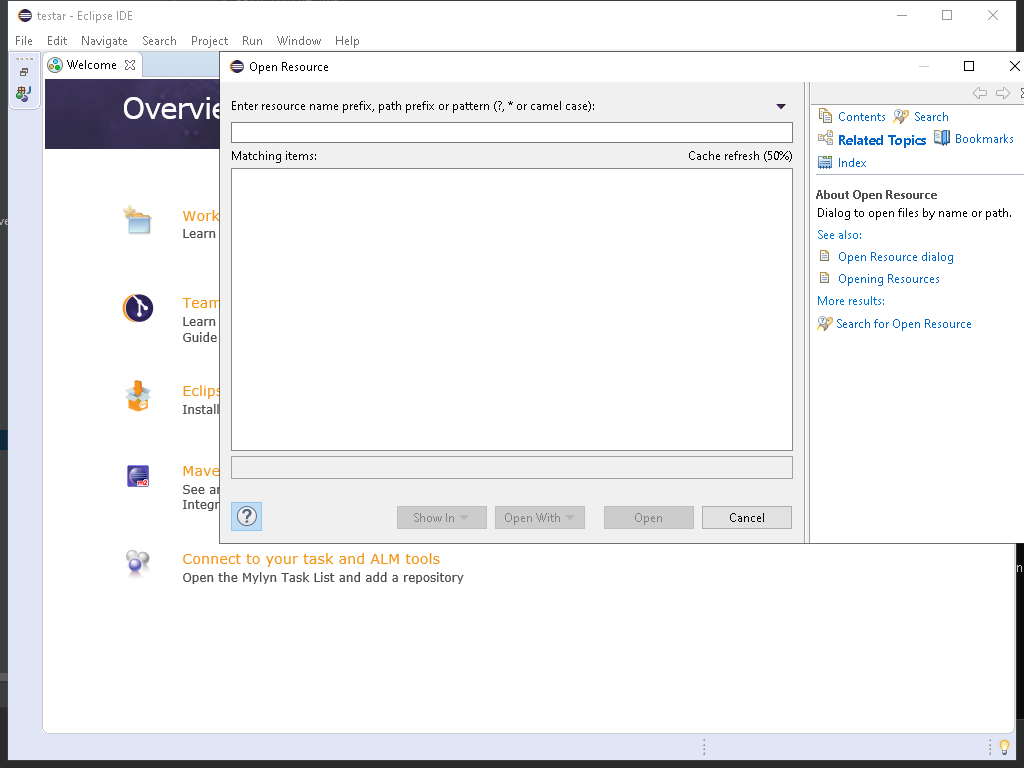 testar - Eclipse IDE
File Edit Navigate Search Project Run Window Help
Welcome
Open Resource
Overvie
Enter resource name prefix, path prefix or pattern (?, * or camel case):
Matching items: Cache refresh (50%)
Contents Search
Related Topics Bookmarks
Index
About Open Resource
Dialog to open files by name or path.
See also:
Open Resource dialog
Opening Resources
More results:
Search for Open Resource
Work
Learn
Team
Learn
Guide
Eclips
Install
Mave
See an
Integr
Show In Open With Open Cancel
Connect to your task and ALM tools
Open the Mylyn Task List and add a repository